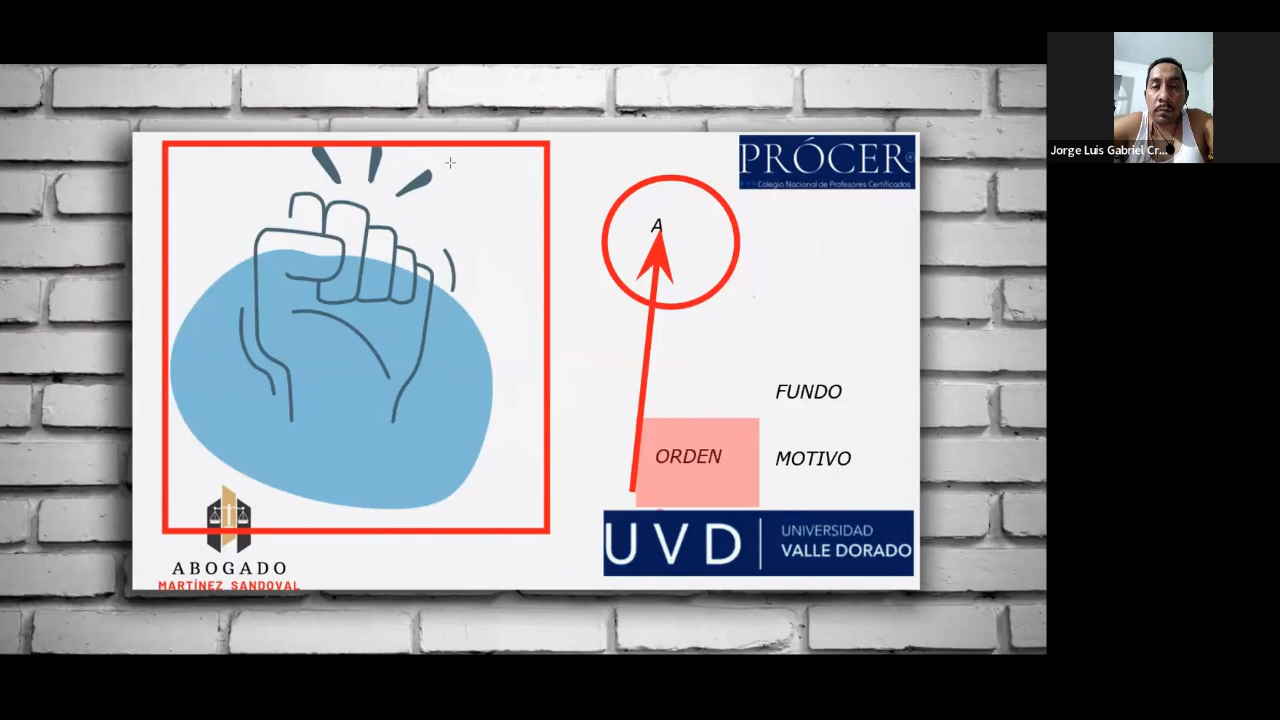 PRÓCER®
Colegio Nacional de Profesores Certificados
A
FUNDO
ORDEN
MOTIVO
UVD
UNIVERSIDAD
VALLE DORADO
ABOGADO
MARTÍNEZ SANDOVAL
Jorge Luis Gabriel Cr...